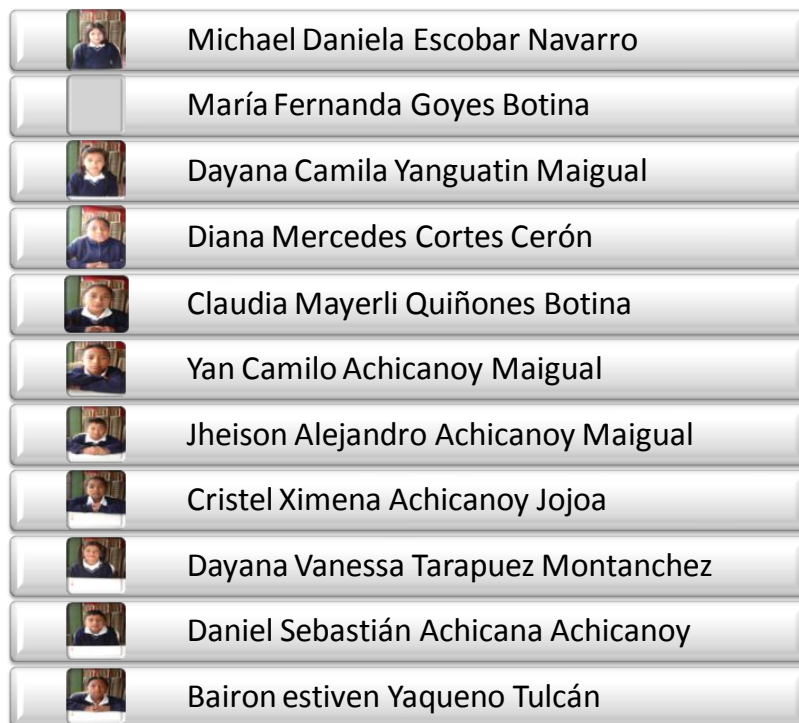 Michael Daniela Escobar Navarro
María Fernanda Goyes Botina
Dayana Camila Yanguatin Maigual
Diana Mercedes Cortes Cerón
Claudia Mayerli Quiñones Botina
Yan Camilo Achicanoy Maigual
Jheison Alejandro Achicanoy Maigual
Cristel Ximena Achicanoy Jojoa
Dayana Vanessa Tarapuez Montanchez
Daniel Sebastián Achicana Achicanoy
Bairon estiven Yaqueno Tulcán